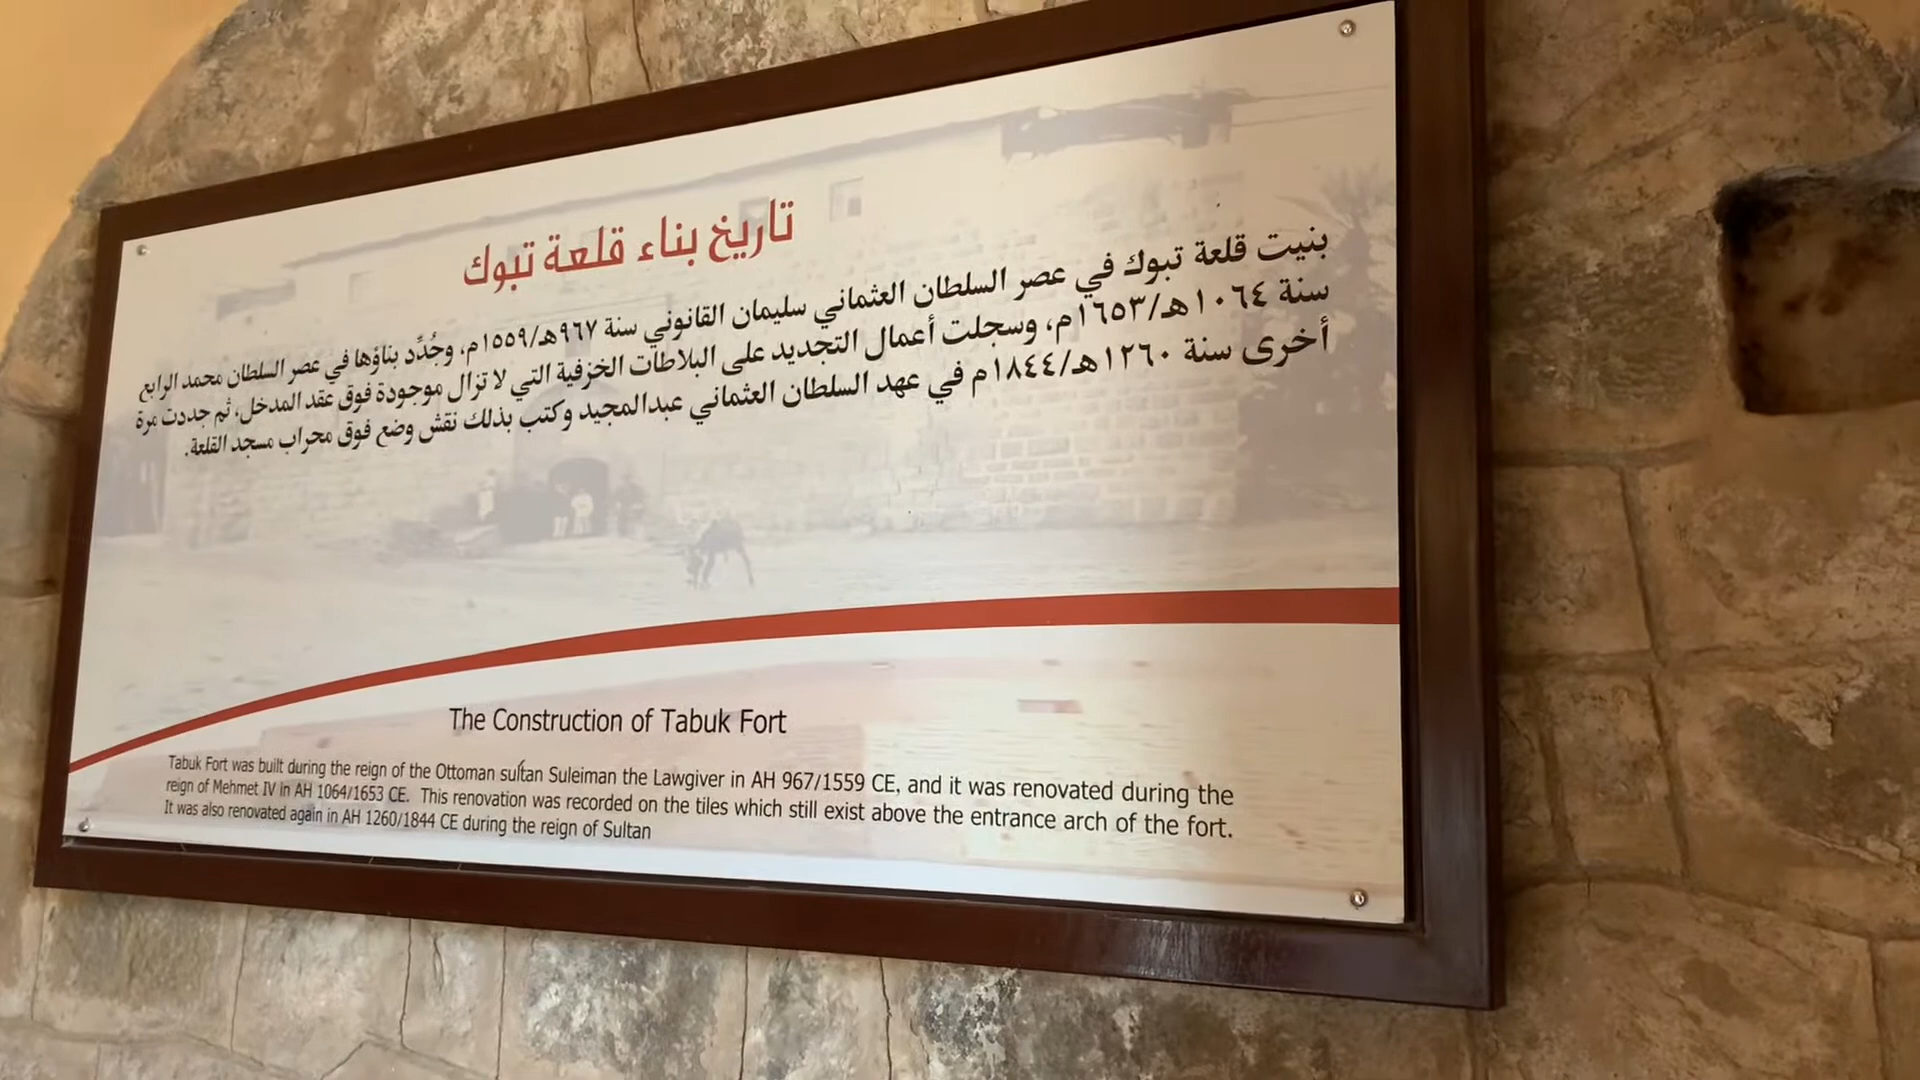 تاريخ بناء قلعة تبوك
بنيت قلعة تبوك في عصر السلطان العثماني سليمان القانوني سنة ٩٦٧هـ/١٥٥٩م، وجُدِّد بناؤها في عصر السلطان محمد الرابع
سنة ١٠٦٤هـ/١٦٥٣م، وسجلت أعمال التجديد على البلاطات الخزفية التي لا تزال موجودة فوق عقد المدخل، ثم جددت مرة
أخرى سنة ١٢٦٠هـ/١٨٤٤م في عهد السلطان العثماني عبدالمجيد وكتب بذلك نقش وضع فوق محراب مسجد القلعة.
The Construction of Tabuk Fort
Tabuk Fort was built during the reign of the Ottoman sultan Suleiman the Lawgiver in AH 967/1559 CE, and it was renovated during the
reign of Mehmet IV in AH 1064/1653 CE. This renovation was recorded on the tiles which still exist above the entrance arch of the fort.
It was also renovated again in AH 1260/1844 CE during the reign of Sultan